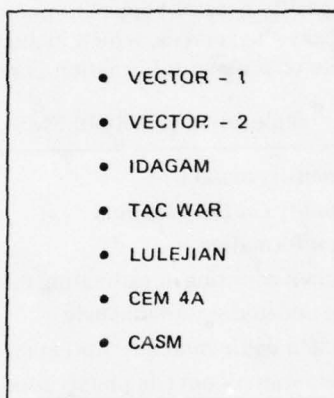 • VECTOR – 1
• VECTOR – 2
• IDAGAM
• TAC WAR
• LULEJIAN
• CEM 4A
• CASM